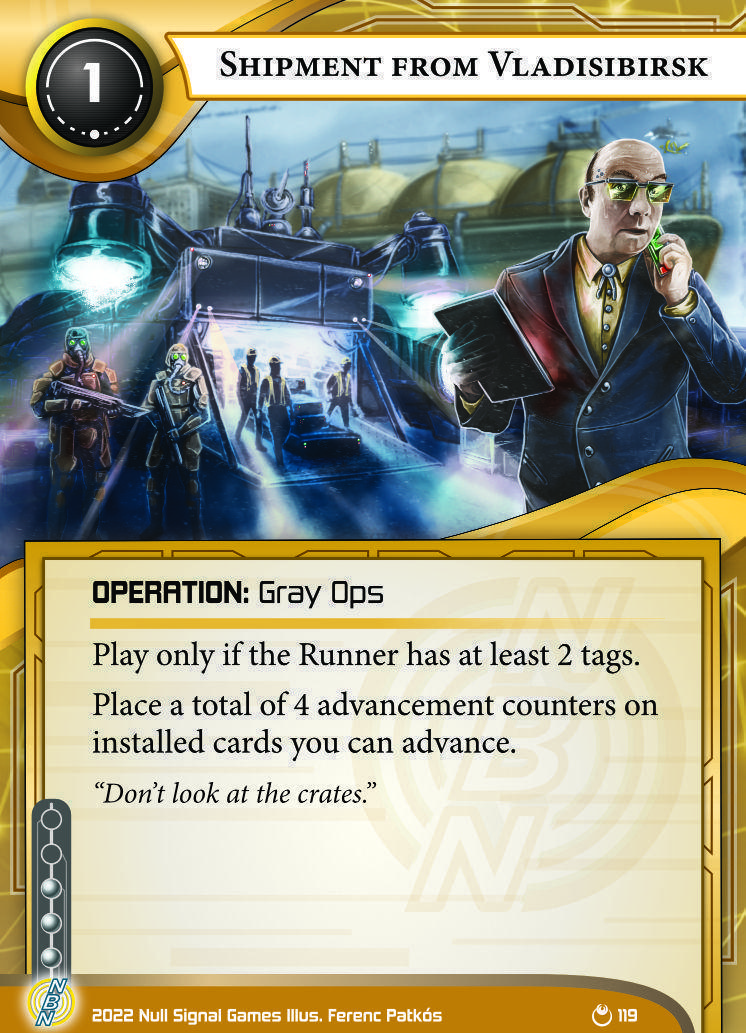 1
Shipment from Vladisibirsk
OPERATION: Gray Ops
Play only if the Runner has at least 2 tags.
Place a total of 4 advancement counters on
installed cards you can advance.
“Don’t look at the crates.”
NBN
NBN
2022 Null Signal Games Illus. Ferenc Patkós
119